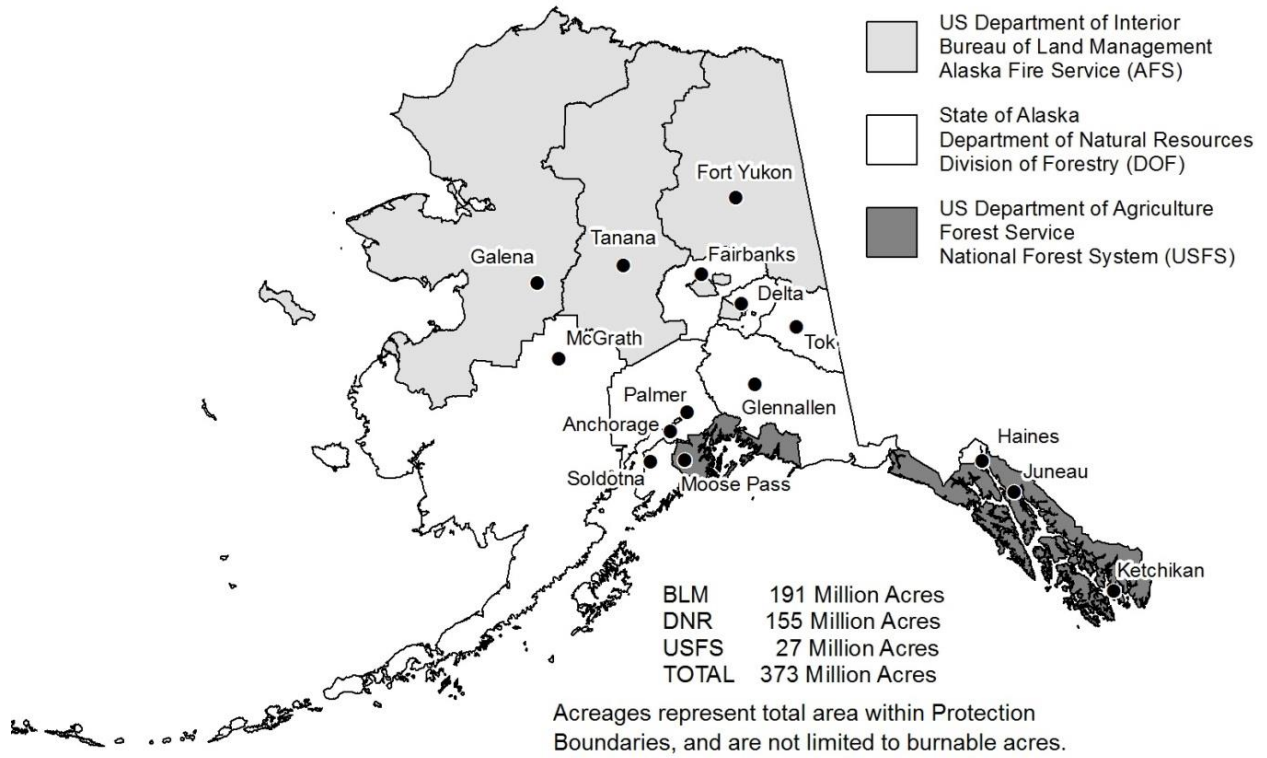 US Department of Interior
Bureau of Land Management
Alaska Fire Service (AFS)
State of Alaska
Department of Natural Resources
Division of Forestry (DOF)
US Department of Agriculture
Forest Service
National Forest System (USFS)
Fort Yukon
Tanana
Fairbanks
Galena
Delta
McGrath
Tok
Palmer
Glennallen
Anchorage
Haines
Soldotna
Moose Pass
Juneau
Ketchikan
BLM 191 Million Acres
DNR 155 Million Acres
USFS 27 Million Acres
TOTAL 373 Million Acres
Acreages represent total area within Protection
Boundaries, and are not limited to burnable acres.